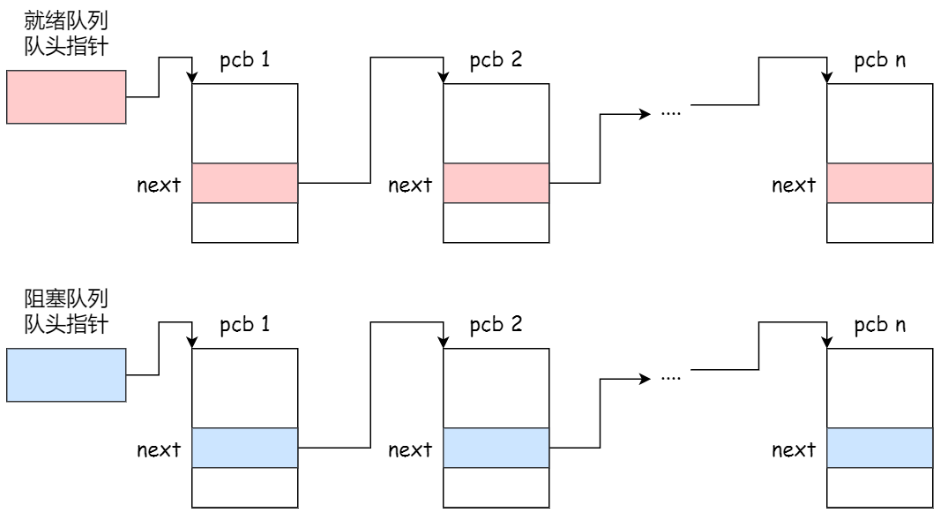 就绪队列
队头指针
pcb 1
pcb 2
pcb n
....
next
next
next
阻塞队列
队头指针
pcb 1
pcb 2
pcb n
....
next
next
next